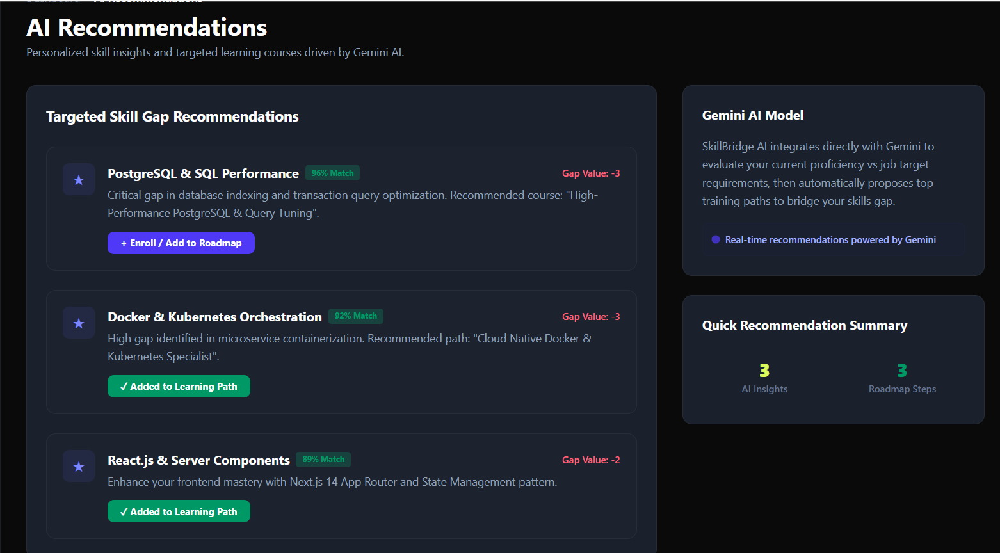 AI Recommendations
Personalized skill insights and targeted learning courses driven by Gemini AI.
Targeted Skill Gap Recommendations
★ PostgreSQL & SQL Performance 96% Match Gap Value: -3
Critical gap in database indexing and transaction query optimization. Recommended course: "High-
Performance PostgreSQL & Query Tuning".
+ Enroll / Add to Roadmap
★ Docker & Kubernetes Orchestration 92% Match Gap Value: -3
High gap identified in microservice containerization. Recommended path: "Cloud Native Docker &
Kubernetes Specialist".
✓ Added to Learning Path
★ React.js & Server Components 89% Match Gap Value: -2
Enhance your frontend mastery with Next.js 14 App Router and State Management pattern.
✓ Added to Learning Path
Gemini AI Model
SkillBridge AI integrates directly with Gemini to
evaluate your current proficiency vs job target
requirements, then automatically proposes top
training paths to bridge your skills gap.
Real-time recommendations powered by Gemini
Quick Recommendation Summary
3 3
AI Insights Roadmap Steps